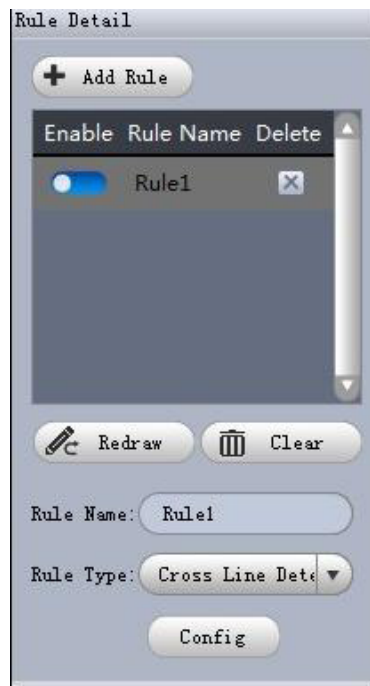 Rule Detail
Add Rule
Enable Rule Name Delete
Rule1
Redraw Clear
Rule Name: Rule1
Rule Type: Cross Line Dete
Config